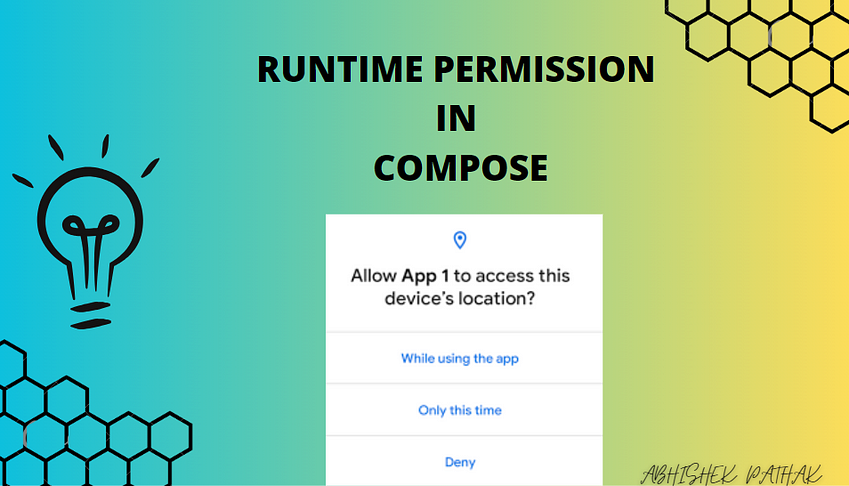 RUNTIME PERMISSION
IN
COMPOSE
Allow App 1 to access this
device’s location?
While using the app
Only this time
Deny
ABHISHEK PATHAK